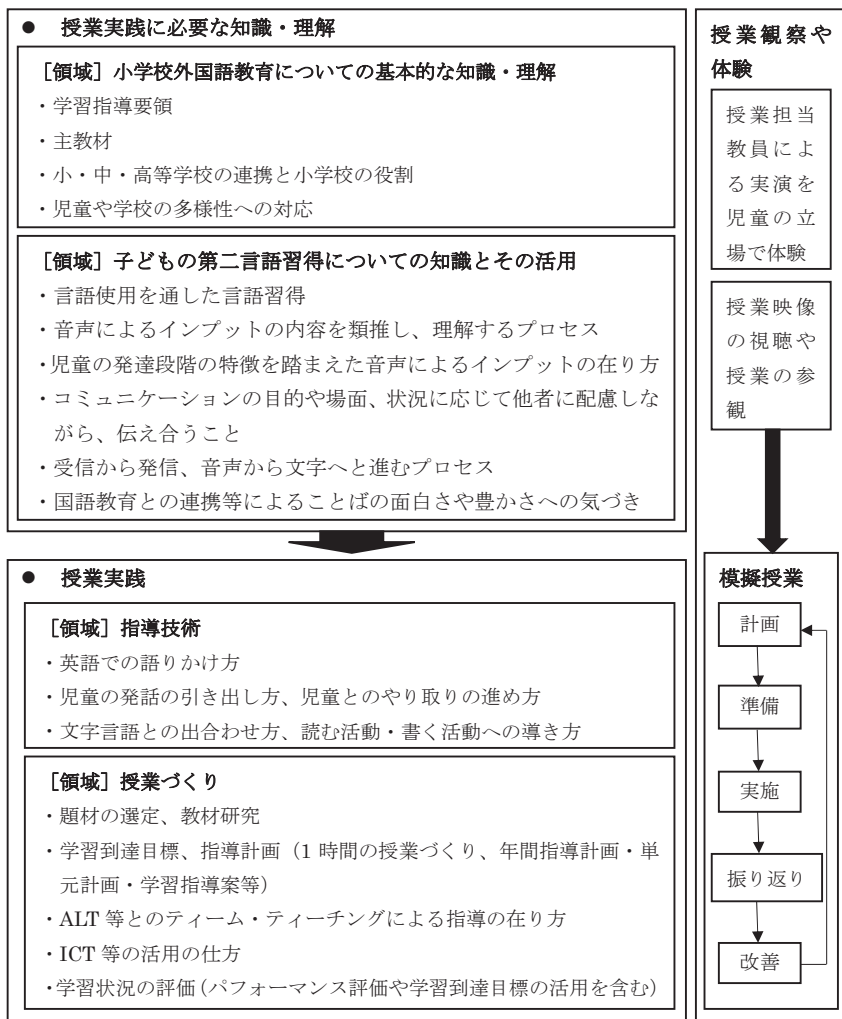 ● 授業実践に必要な知識・理解
［領域］小学校外国語教育についての基本的な知識・理解
・学習指導要領
・主教材
・小・中・高等学校の連携と小学校の役割
・児童や学校の多様性への対応
［領域］子どもの第二言語習得についての知識とその活用
・言語使用を通した言語習得
・音声によるインプットの内容を類推し、理解するプロセス
・児童の発達段階の特徴を踏まえた音声によるインプットの在り方
・コミュニケーションの目的や場面、状況に応じて他者に配慮しな
がら、伝え合うこと
・受信から発信、音声から文字へと進むプロセス
・国語教育との連携等によることばの面白さや豊かさへの気づき
● 授業実践
［領域］指導技術
・英語での語りかけ方
・児童の発話の引き出し方、児童とのやり取りの進め方
・文字言語との出合わせ方、読む活動・書く活動への導き方
［領域］授業づくり
・題材の選定、教材研究
・学習到達目標、指導計画（1 時間の授業づくり、年間指導計画・単
元計画・学習指導案等）
・ALT 等とのティーム・ティーチングによる指導の在り方
・ICT 等の活用の仕方
・学習状況の評価（パフォーマンス評価や学習到達目標の活用を含む）
授業観察や
体験
授業担当
教員によ
る実演を
児童の立
場で体験
授業映像
の視聴や
授業の参
観
模擬授業
計画
準備
実施
振り返り
改善